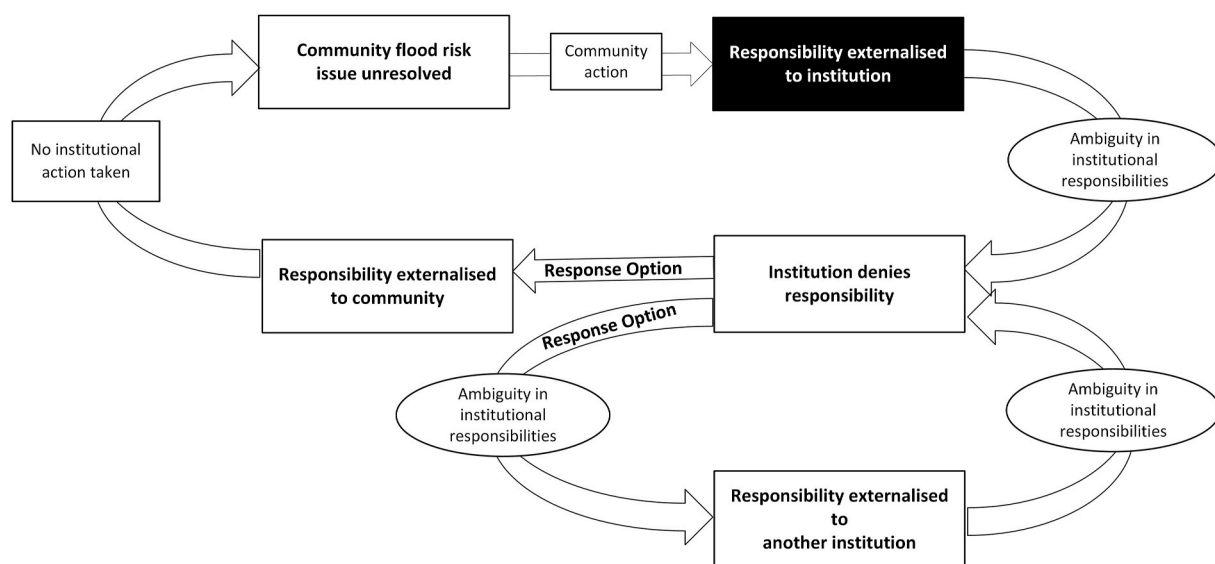 Community flood risk
issue unresolved
Community
action
Responsibility externalised
to institution
Ambiguity in
institutional
responsibilities
No institutional
action taken
Responsibility externalised
to community
Response Option
Institution denies
responsibility
Response Option
Ambiguity in
institutional
responsibilities
Ambiguity in
institutional
responsibilities
Responsibility externalised
to
another institution